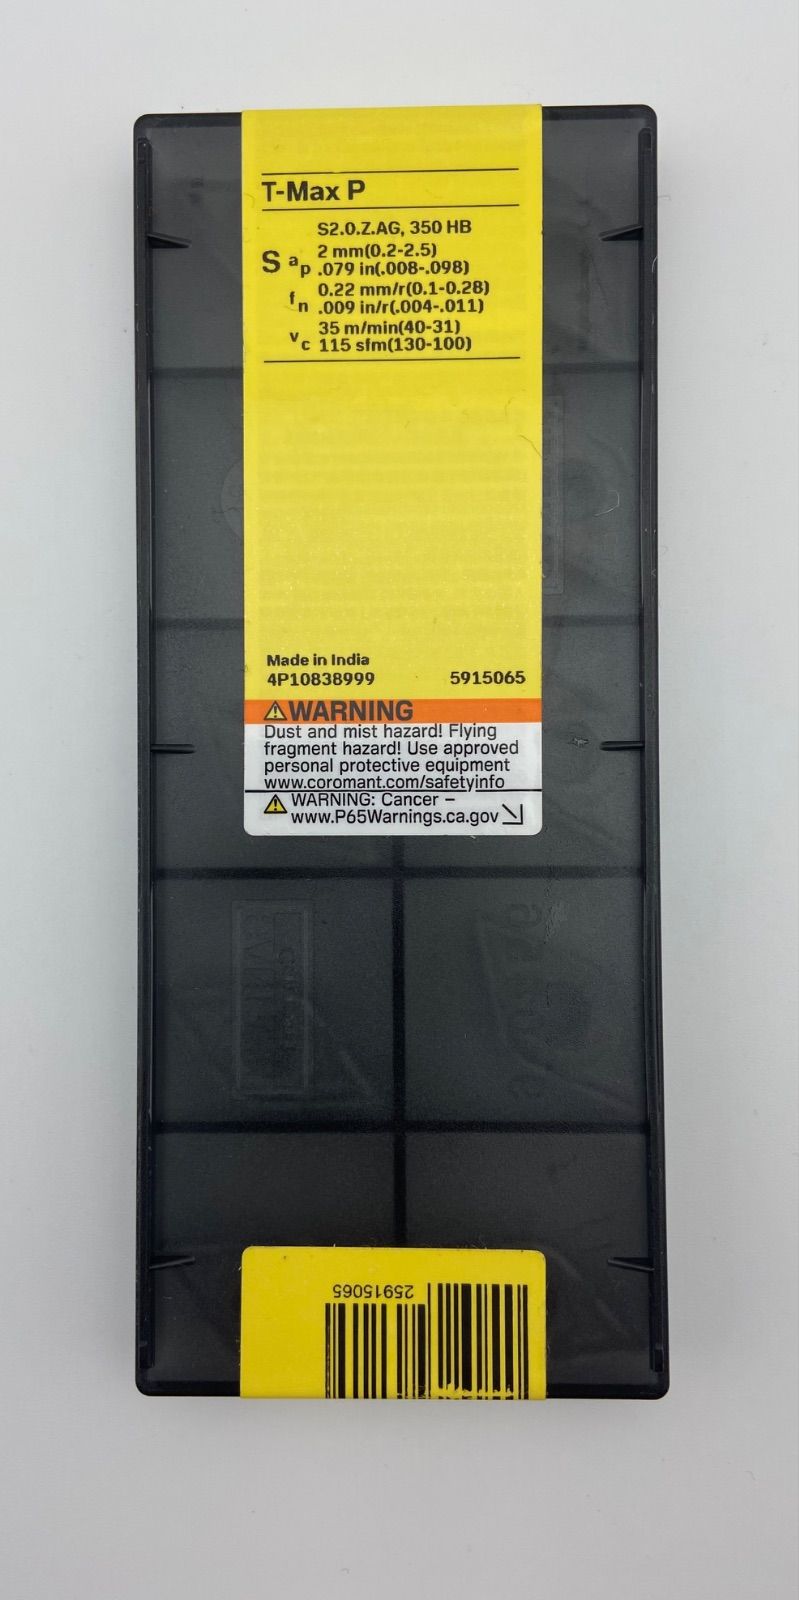 T-Max P
S2.0.Z.AG, 350 HB
S ap 2 mm(0.2-2.5)
.079 in(.008-.098)
fn 0.22 mm/r(0.1-0.28)
.009 in/r(.004-.011)
vc 35 m/min(40-31)
115 sfm(130-100)
Made in India
4P10838999 5915065
⚠WARNING
Dust and mist hazard! Flying
fragment hazard! Use approved
personal protective equipment
www.coromant.com/safetyinfo
⚠ WARNING: Cancer –
www.P65Warnings.ca.gov
25915065